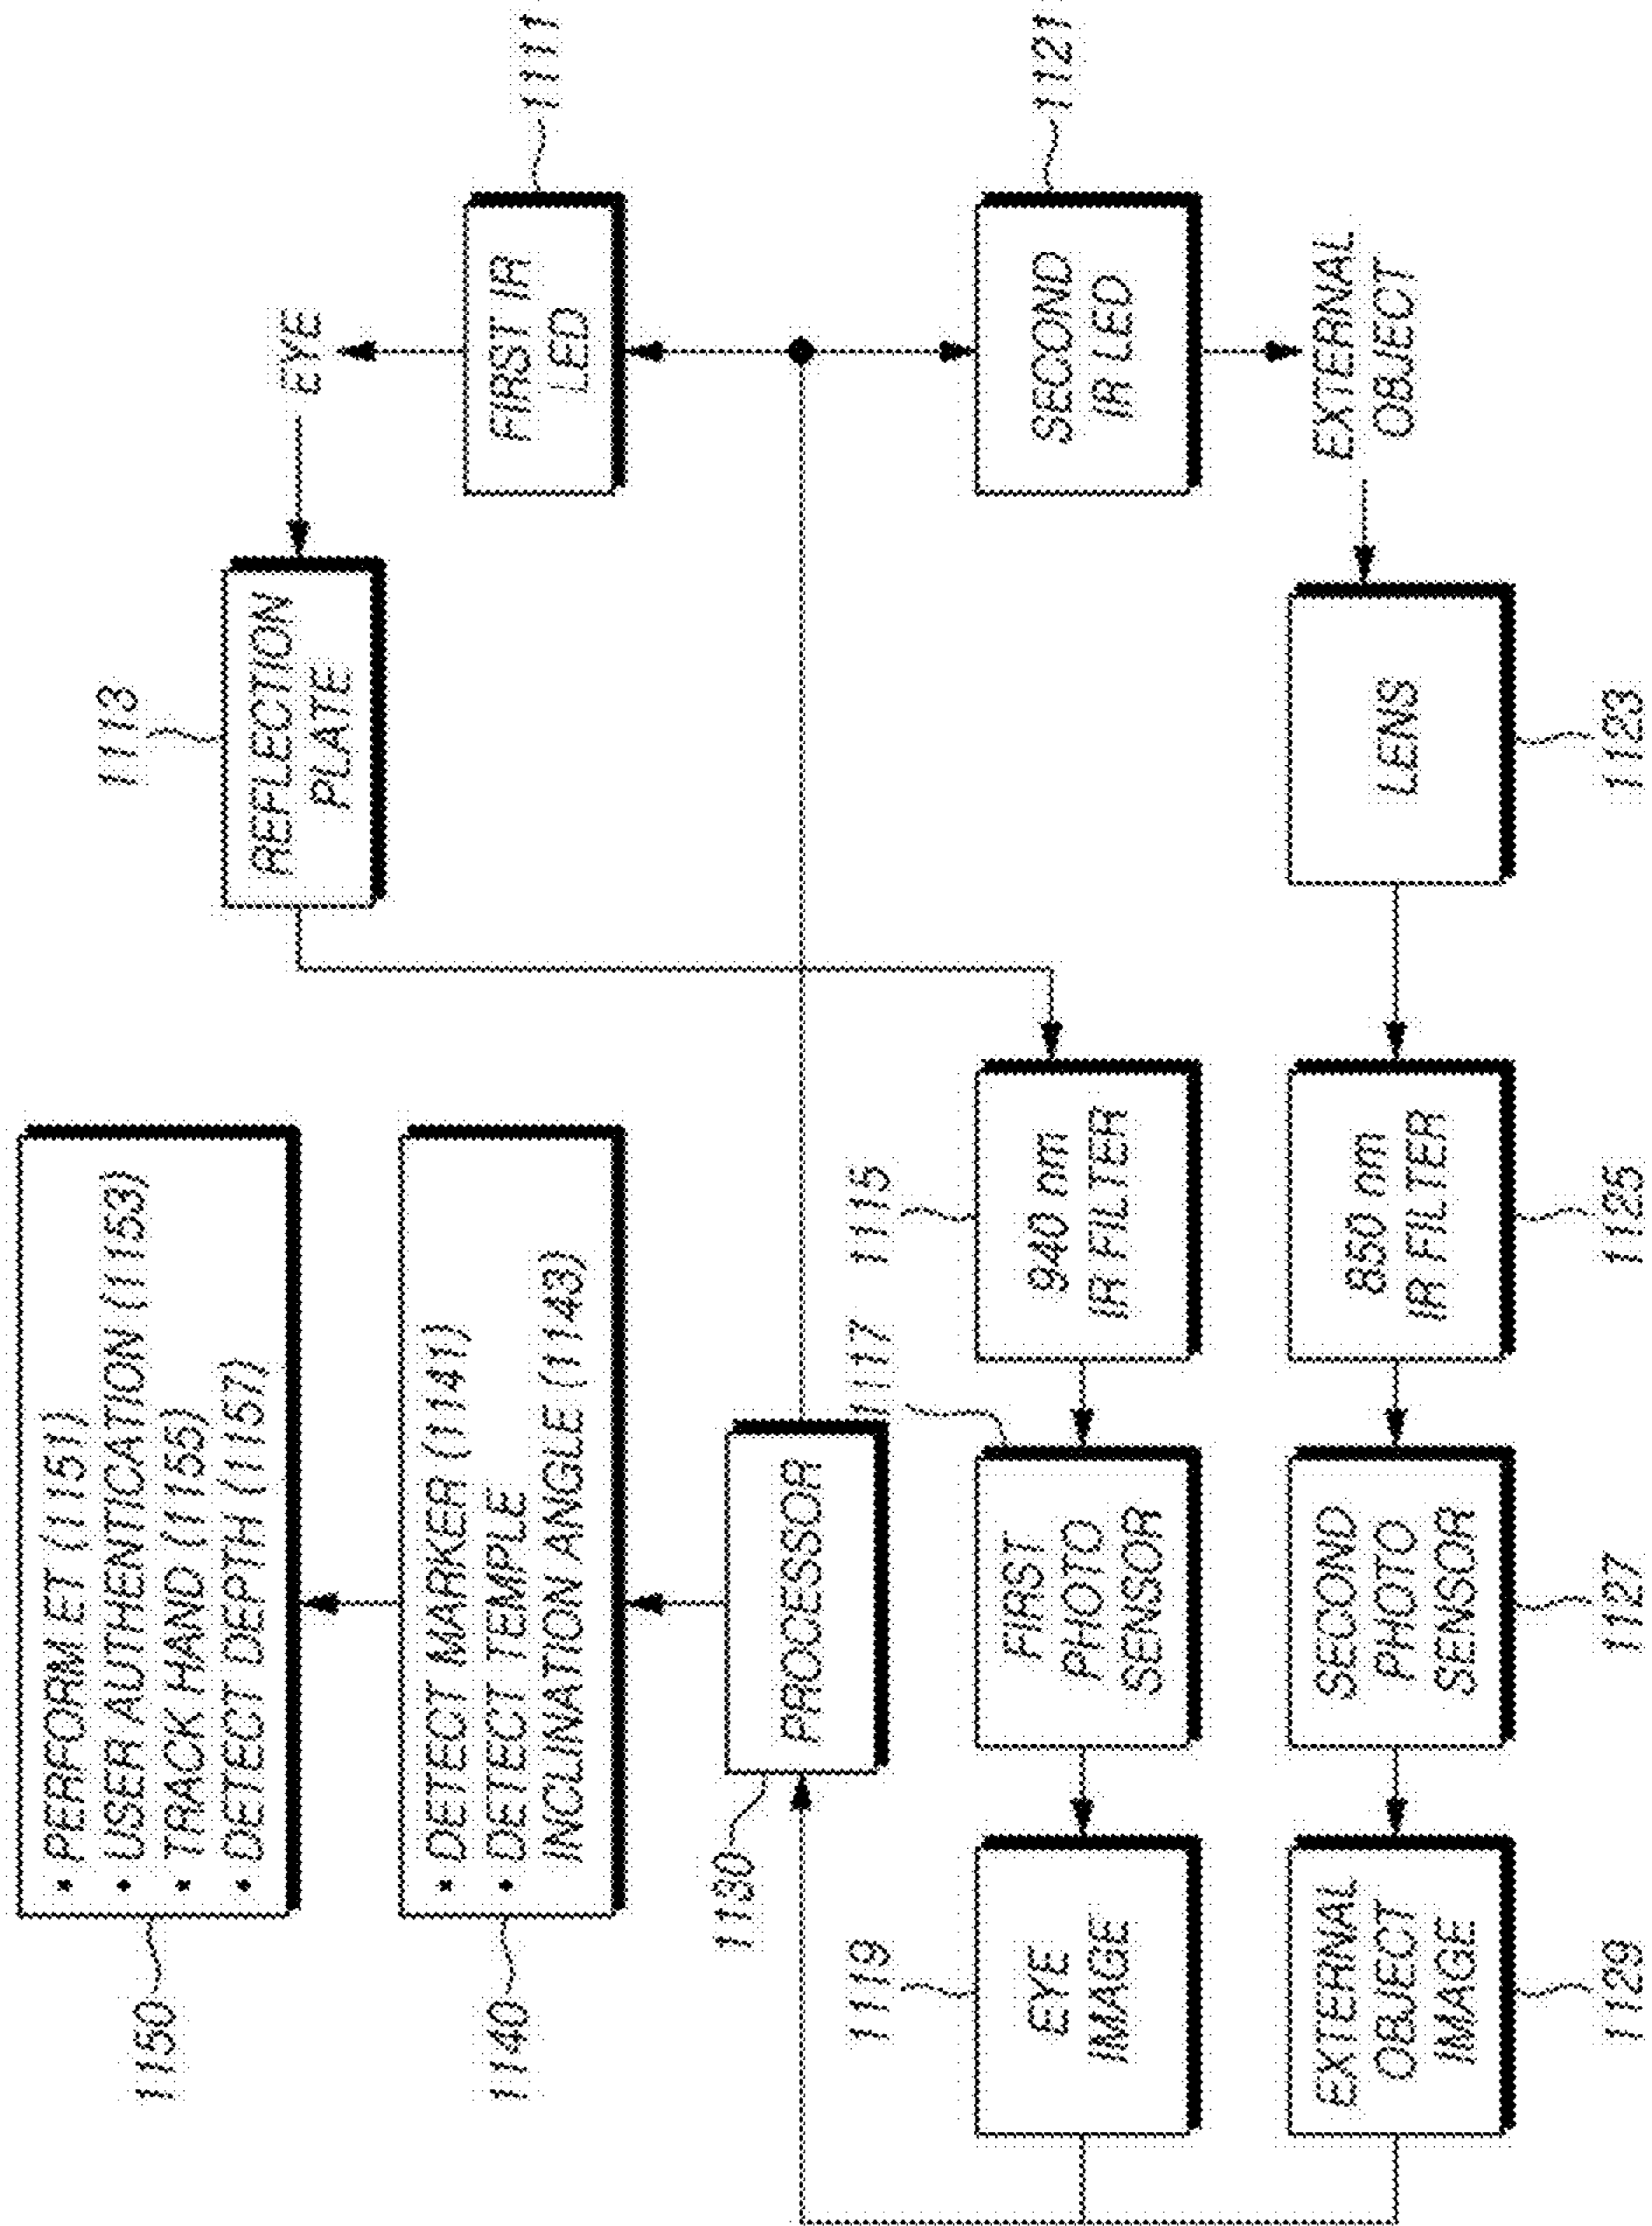 1150
• PERFORM ET (1151)
• USER AUTHENTICATION (1153)
• TRACK HAND (1155)
• DETECT DEPTH (1157)
1113
REFLECTION
PLATE
EYE
1140
• DETECT MARKER (1141)
• DETECT TEMPLE
INCLINATION ANGLE (1143)
FIRST IR
LED
1111
1130
PROCESSOR
1119
EYE
IMAGE
1117
FIRST
PHOTO
SENSOR
1115
940 nm
IR FILTER
SECOND
IR LED
1121
EXTERNAL
OBJECT
EXTERNAL
OBJECT
IMAGE
1129
SECOND
PHOTO
SENSOR
1127
850 nm
IR FILTER
1125
LENS
1123